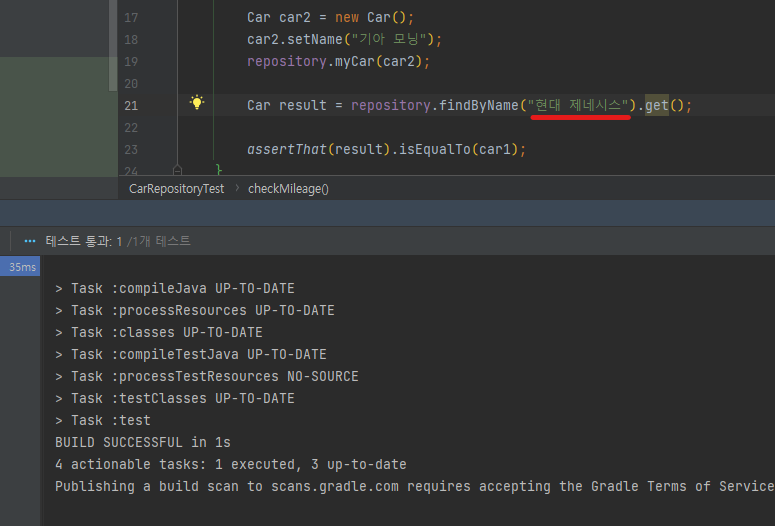 17 Car car2 = new Car();
18 car2.setName("기아 모닝");
19 repository.myCar(car2);
20
21 Car result = repository.findByName("현대 제네시스").get();
22
23 assertThat(result).isEqualTo(car1);
24 }
CarRepositoryTest > checkMileage()
... 테스트 통과: 1 /1개 테스트
35ms
> Task :compileJava UP-TO-DATE
> Task :processResources UP-TO-DATE
> Task :classes UP-TO-DATE
> Task :compileTestJava UP-TO-DATE
> Task :processTestResources NO-SOURCE
> Task :testClasses UP-TO-DATE
> Task :test
BUILD SUCCESSFUL in 1s
4 actionable tasks: 1 executed, 3 up-to-date
Publishing a build scan to scans.gradle.com requires accepting the Gradle Terms of Service